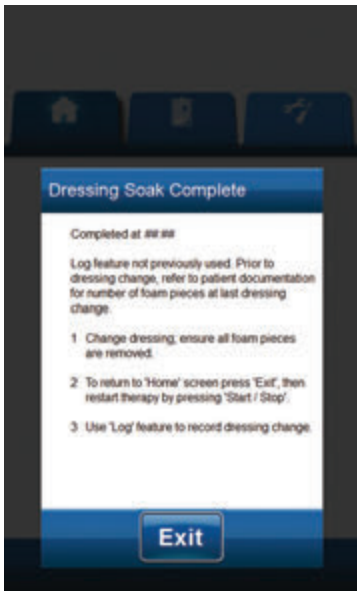 Dressing Soak Complete
Completed at ##:##
Log feature not previously used. Prior to
dressing change, refer to patient documentation
for number of foam pieces at last dressing
change.
1 Change dressing; ensure all foam pieces
are removed.
2 To return to 'Home' screen press 'Exit', then
restart therapy by pressing 'Start / Stop'.
3 Use 'Log' feature to record dressing change.
Exit